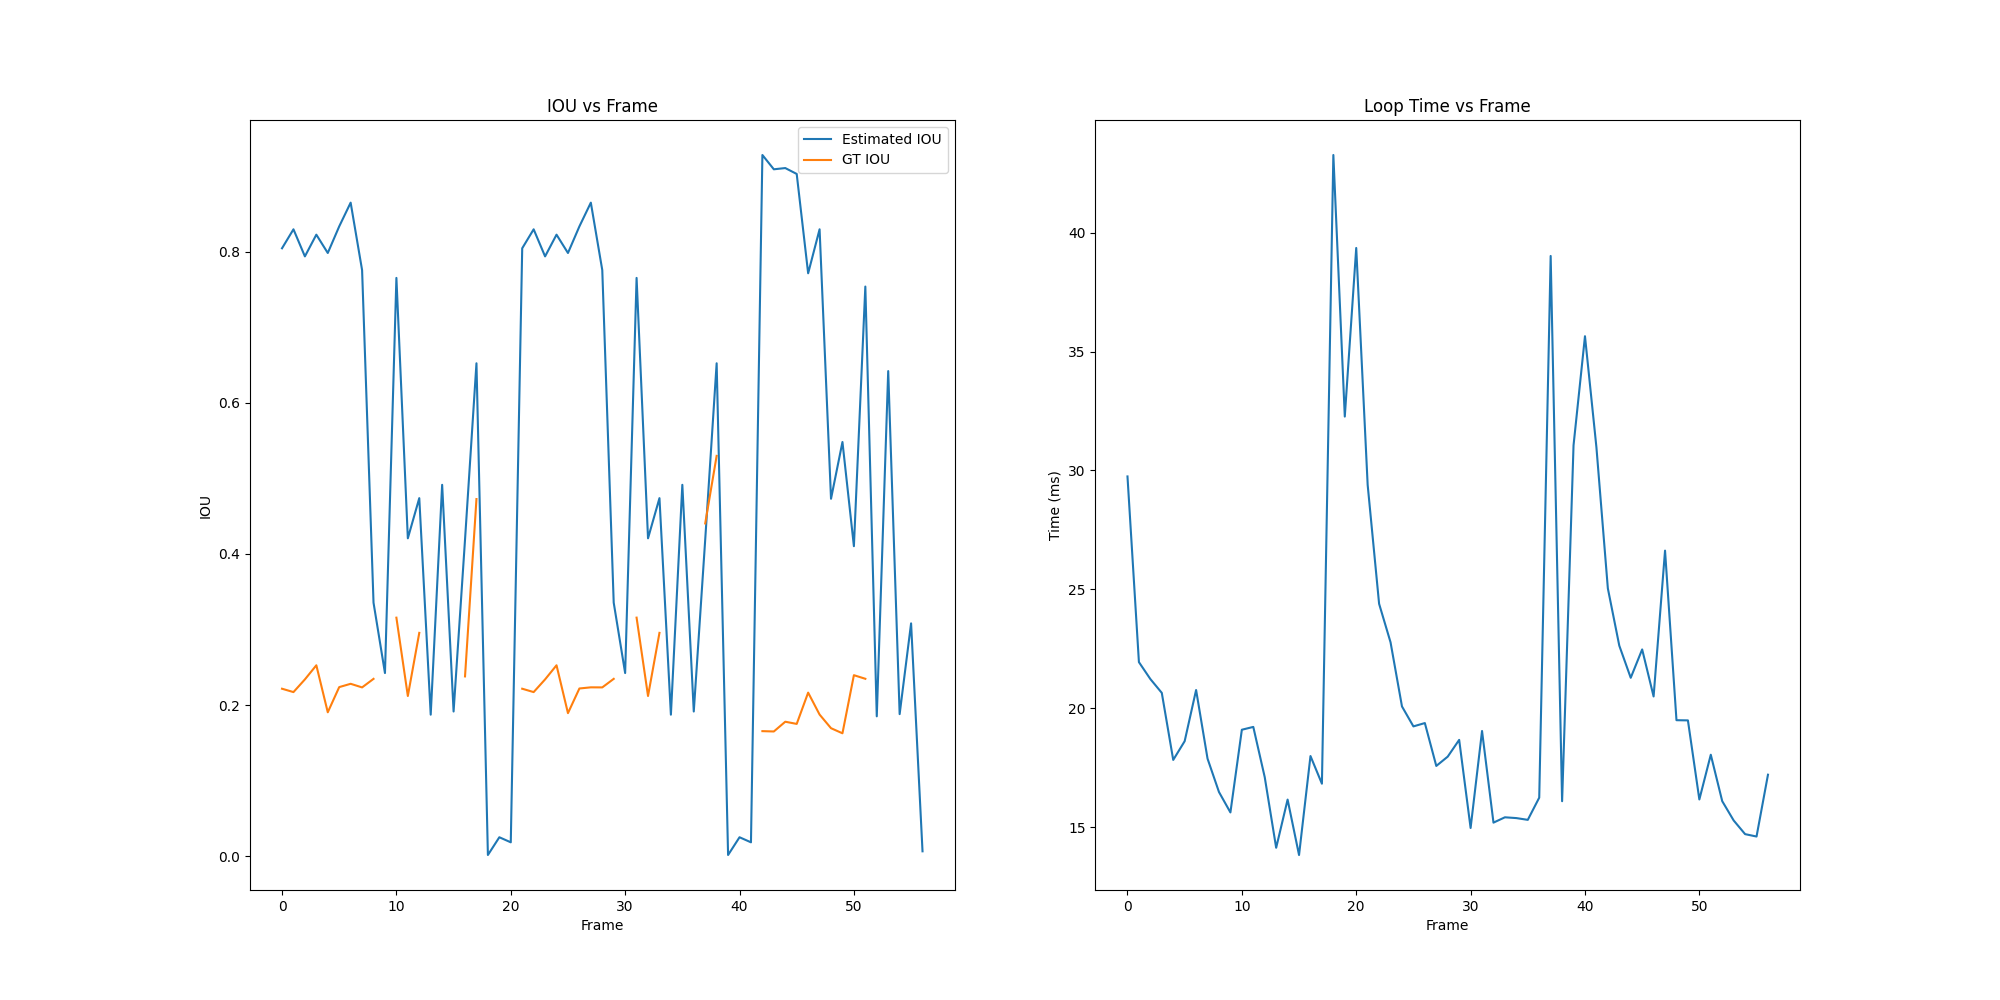 IOU vs Frame
Estimated IOU
GT IOU
0.8
0.6
0.4
0.2
0.0
IOU
0 10 20 30 40 50
Frame
Loop Time vs Frame
40
35
30
25
20
15
Time (ms)
0 10 20 30 40 50
Frame